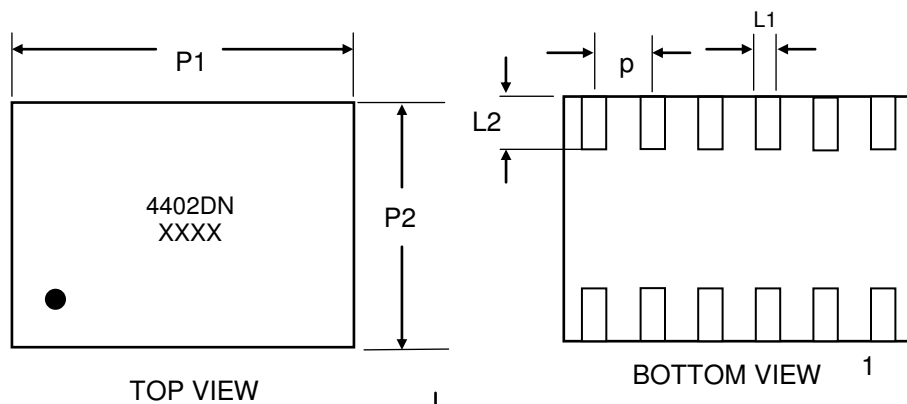 P1
4402DN
XXXX
P2
TOP VIEW
L1
p
L2
BOTTOM VIEW
1